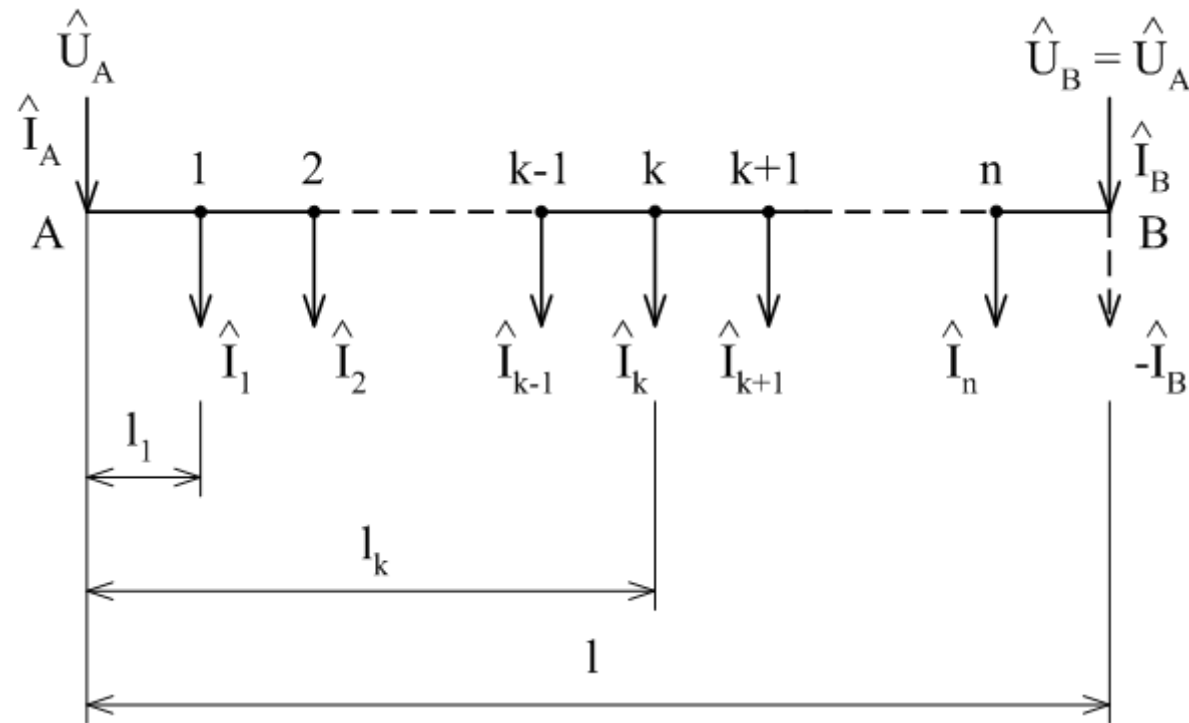 Û_A
Û_B = Û_A
Î_A
Î_B
1 2 k-1 k k+1 n
A B
Î_1 Î_2 Î_{k-1} Î_k Î_{k+1} Î_n -Î_B
l_1
l_k
l